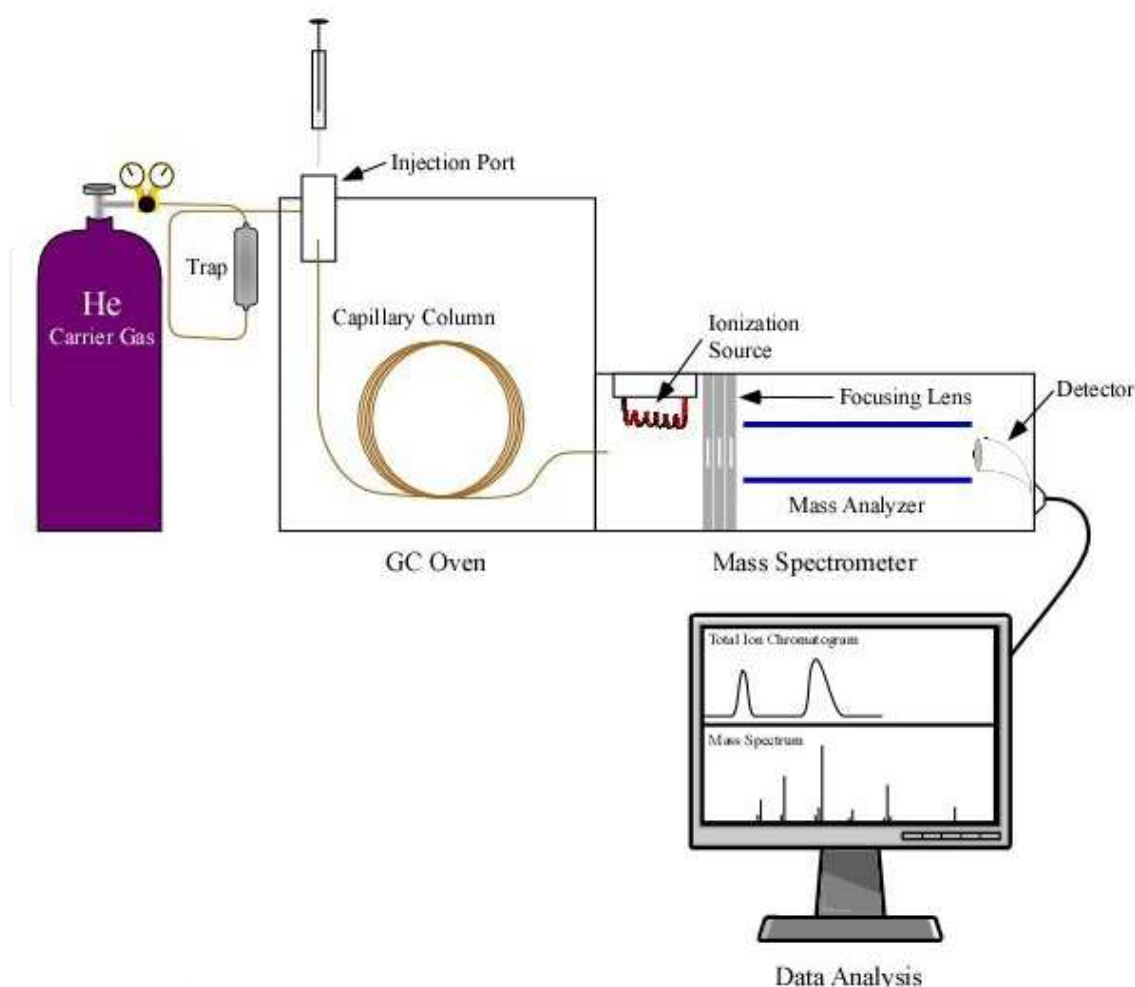 Injection Port
Trap
He
Carrier Gas
Capillary Column
Ionization
Source
Focusing Lens
Detector
Mass Analyzer
GC Oven
Mass Spectrometer
Total Ion Chromatogram
Mass Spectrum
Data Analysis